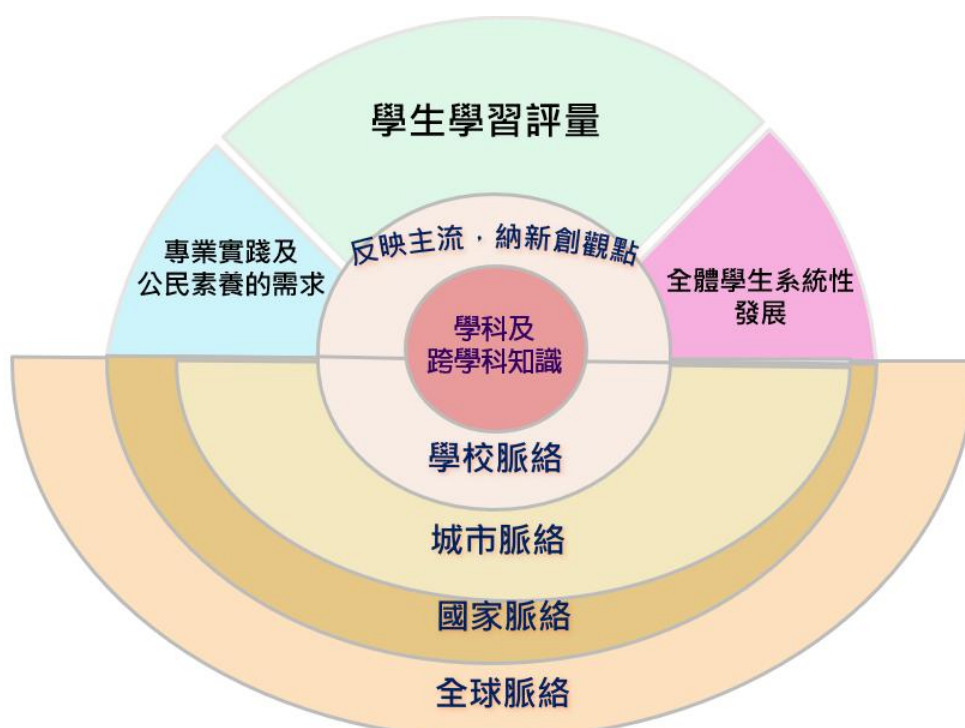 學生學習評量
反映主流．納新創觀點
專業實踐及
公民素養的需求
全體學生系統性
發展
學科及
跨學科知識
學校脈絡
城市脈絡
國家脈絡
全球脈絡